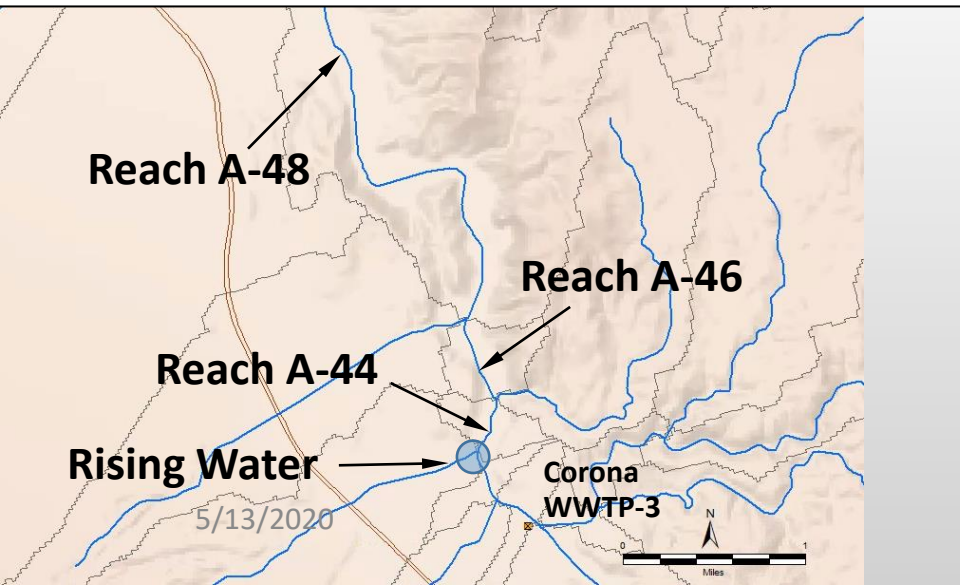 Reach A-48
Reach A-46
Reach A-44
Rising Water
Corona
WWTP-3
5/13/2020
N
0 1
Miles